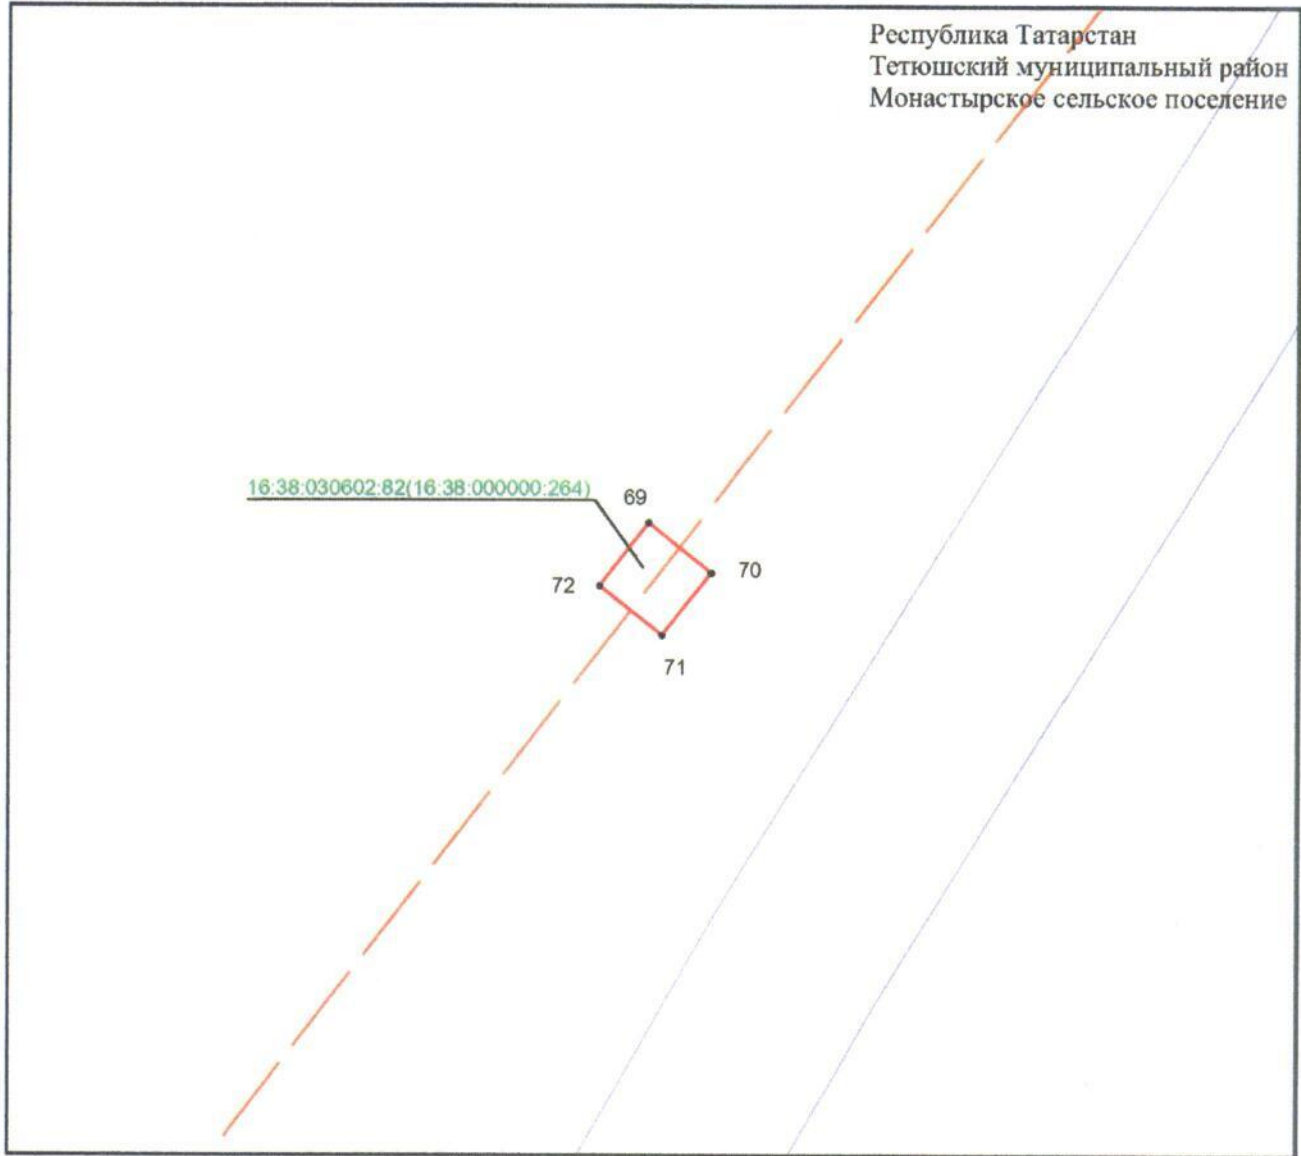 Республика Татарстан
Тетюшский муниципальный район
Монастырское сельское поселение
16:38:030602:82(16:38:000000:264)
69
70
72
71